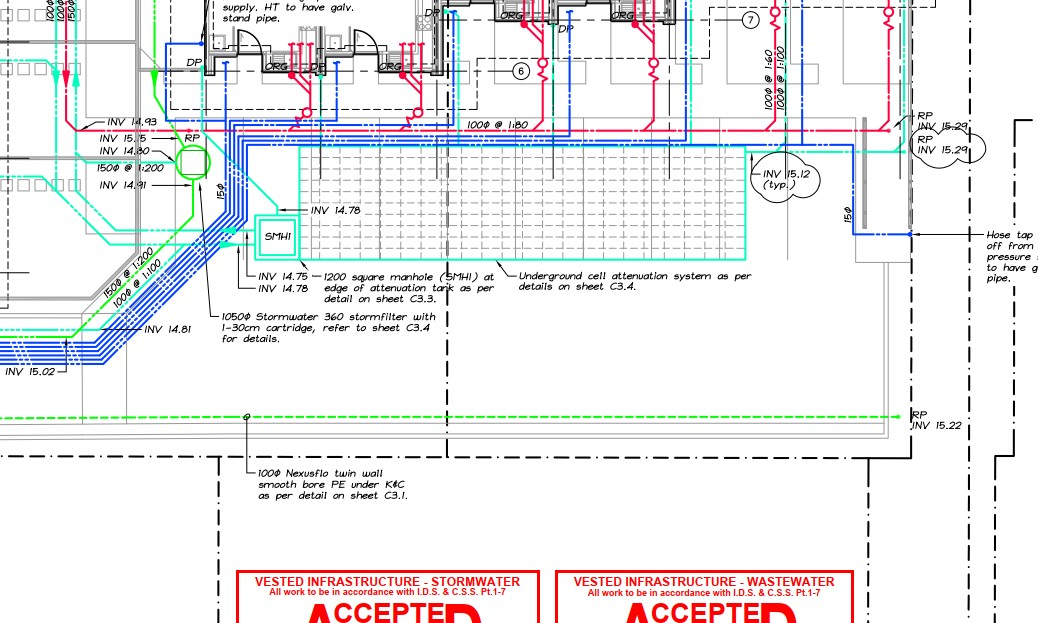 supply. HT to have galv.
stand pipe.
100Ø
100Ø
150Ø
DP
ORG
ORG
DP
7
DP
ORG
DP
ORG
6
100Ø @ 1:60
100Ø @ 1:100
INV 14.93
INV 15.15
RP
INV 14.80
150Ø @ 1:200
INV 14.91
100Ø @ 1:80
RP
INV 15.29
RP
INV 15.29
INV 15.12
(typ.)
15Ø
INV 14.78
SMH1
15Ø
Hose tap
off from
pressure
to have g
pipe.
INV 14.75
INV 14.78
1200 square manhole (SMH1) at
edge of attenuation tank as per
detail on sheet C3.3.
Underground cell attenuation system as per
details on sheet C3.4.
150Ø @ 1:200
100Ø @ 1:100
1050Ø Stormwater 360 stormfilter with
1-30cm cartridge, refer to sheet C3.4
for details.
INV 14.81
INV 15.02
RP
INV 15.22
100Ø Nexusflo twin wall
smooth bore PE under K&C
as per detail on sheet C3.1.
VESTED INFRASTRUCTURE - STORMWATER
All work to be in accordance with I.D.S. & C.S.S. Pt.1-7
ACCEPTED
VESTED INFRASTRUCTURE - WASTEWATER
All work to be in accordance with I.D.S. & C.S.S. Pt.1-7
ACCEPTED